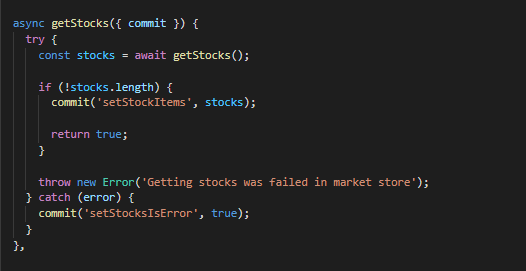 async getStocks({ commit }) {
try {
const stocks = await getStocks();
if (!stocks.length) {
commit('setStockItems', stocks);
return true;
}
throw new Error('Getting stocks was failed in market store');
} catch (error) {
commit('setStocksIsError', true);
}
},